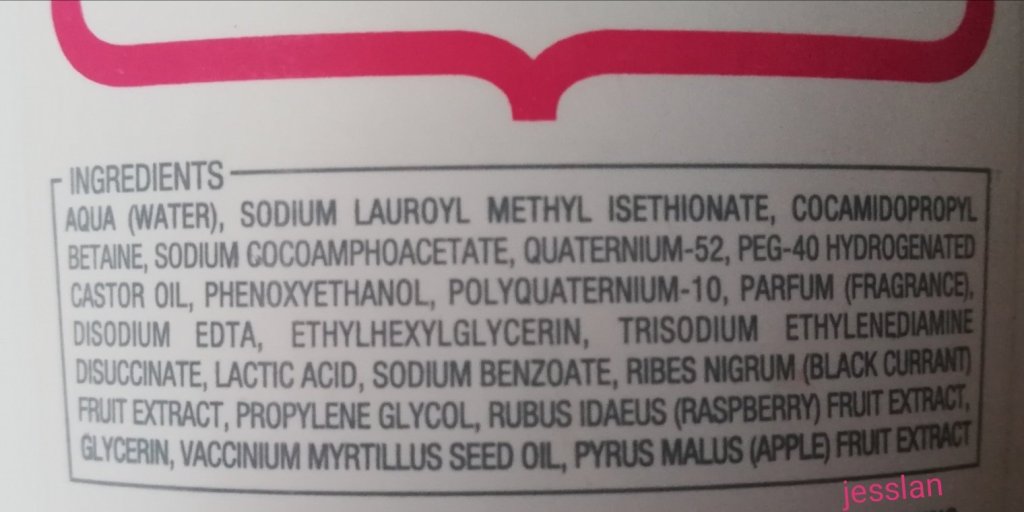 INGREDIENTS
AQUA (WATER), SODIUM LAUROYL METHYL ISETHIONATE, COCAMIDOPROPYL
BETAINE, SODIUM COCOAMPHOACETATE, QUATERNIUM-52, PEG-40 HYDROGENATED
CASTOR OIL, PHENOXYETHANOL, POLYQUATERNIUM-10, PARFUM (FRAGRANCE),
DISODIUM EDTA, ETHYLHEXYLGLYCERIN, TRISODIUM ETHYLENEDIAMINE
DISUCCINATE, LACTIC ACID, SODIUM BENZOATE, RIBES NIGRUM (BLACK CURRANT)
FRUIT EXTRACT, PROPYLENE GLYCOL, RUBUS IDAEUS (RASPBERRY) FRUIT EXTRACT,
GLYCERIN, VACCINIUM MYRTILLUS SEED OIL, PYRUS MALUS (APPLE) FRUIT EXTRACT
jesslan